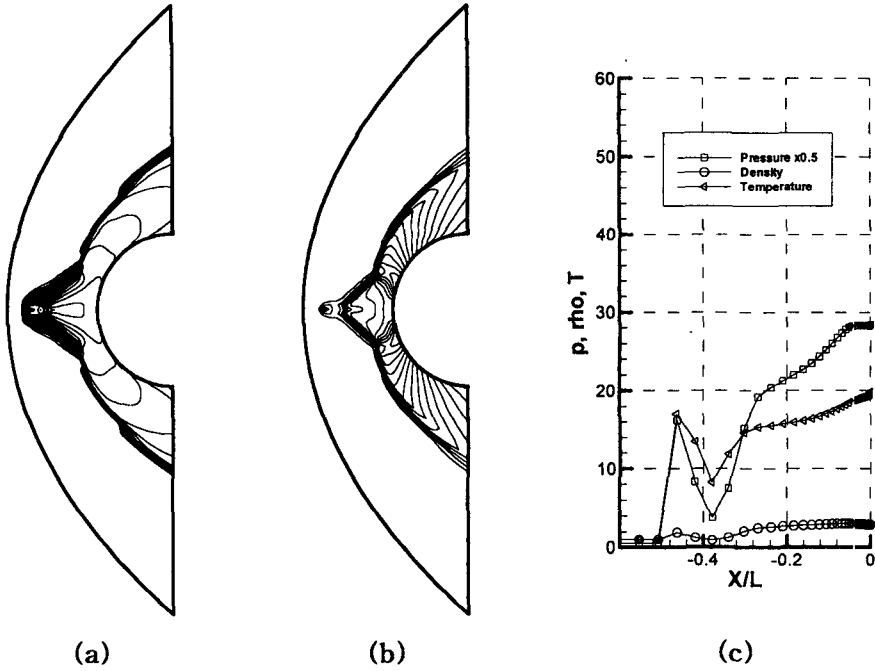 60
50
40
30
20
10
0
p, rho, T
Pressure x0.5
Density
Temperature
-0.4
-0.2
0
X/L
(a)
(b)
(c)